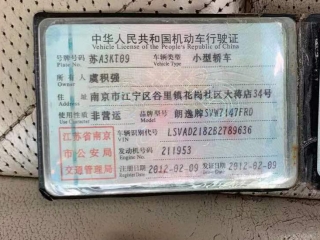 中华人民共和国机动车行驶证
Vehicle License of the People's Republic of China
号牌号码 苏A3KT09 车辆类型 小型轿车
Plate No. Vehicle Type
所有人 虞积强
Owner
住址 南京市江宁区谷里镇花岗社区大蒋店34号
Address
使用性质 非营运 品牌型号 朗逸牌SVW7147FRD
Use Character Model
江苏省南京 车辆识别代号 LSVAD2182B2789636
VIN
市公安局 发动机号码 211953
Engine No.
交通管理局 注册日期 2012-02-09 发证日期 2012-02-09
Register Date Issue Date